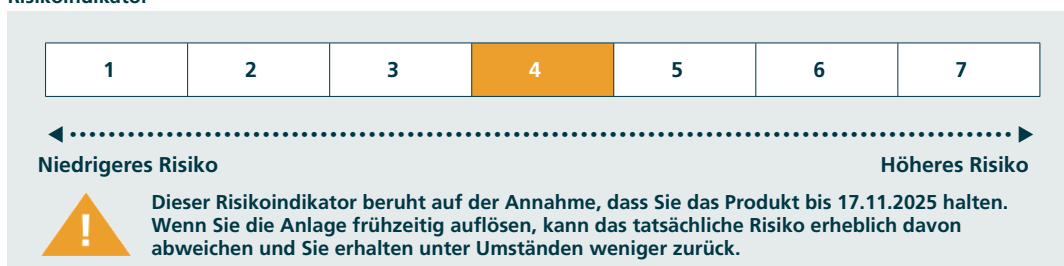 Risikoindikator
1 2 3 4 5 6 7
Niedrigeres Risiko Höheres Risiko
Dieser Risikoindikator beruht auf der Annahme, dass Sie das Produkt bis 17.11.2025 halten.
Wenn Sie die Anlage frühzeitig auflösen, kann das tatsächliche Risiko erheblich davon
abweichen und Sie erhalten unter Umständen weniger zurück.